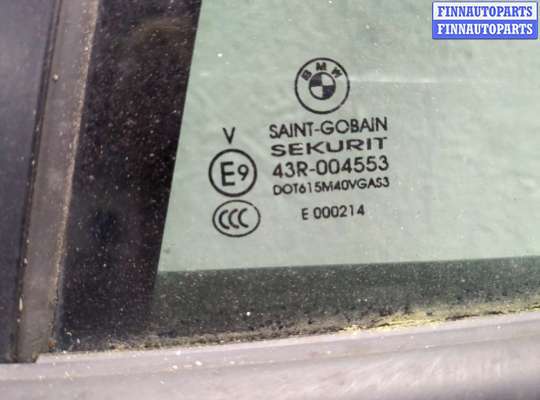 FINNAUTOPARTS
FINNAUTOPARTS
BMW
V
SAINT-GOBAIN
SEKURIT
E9
43R-004553
DOT615M40VGAS3
CCC
E 000214